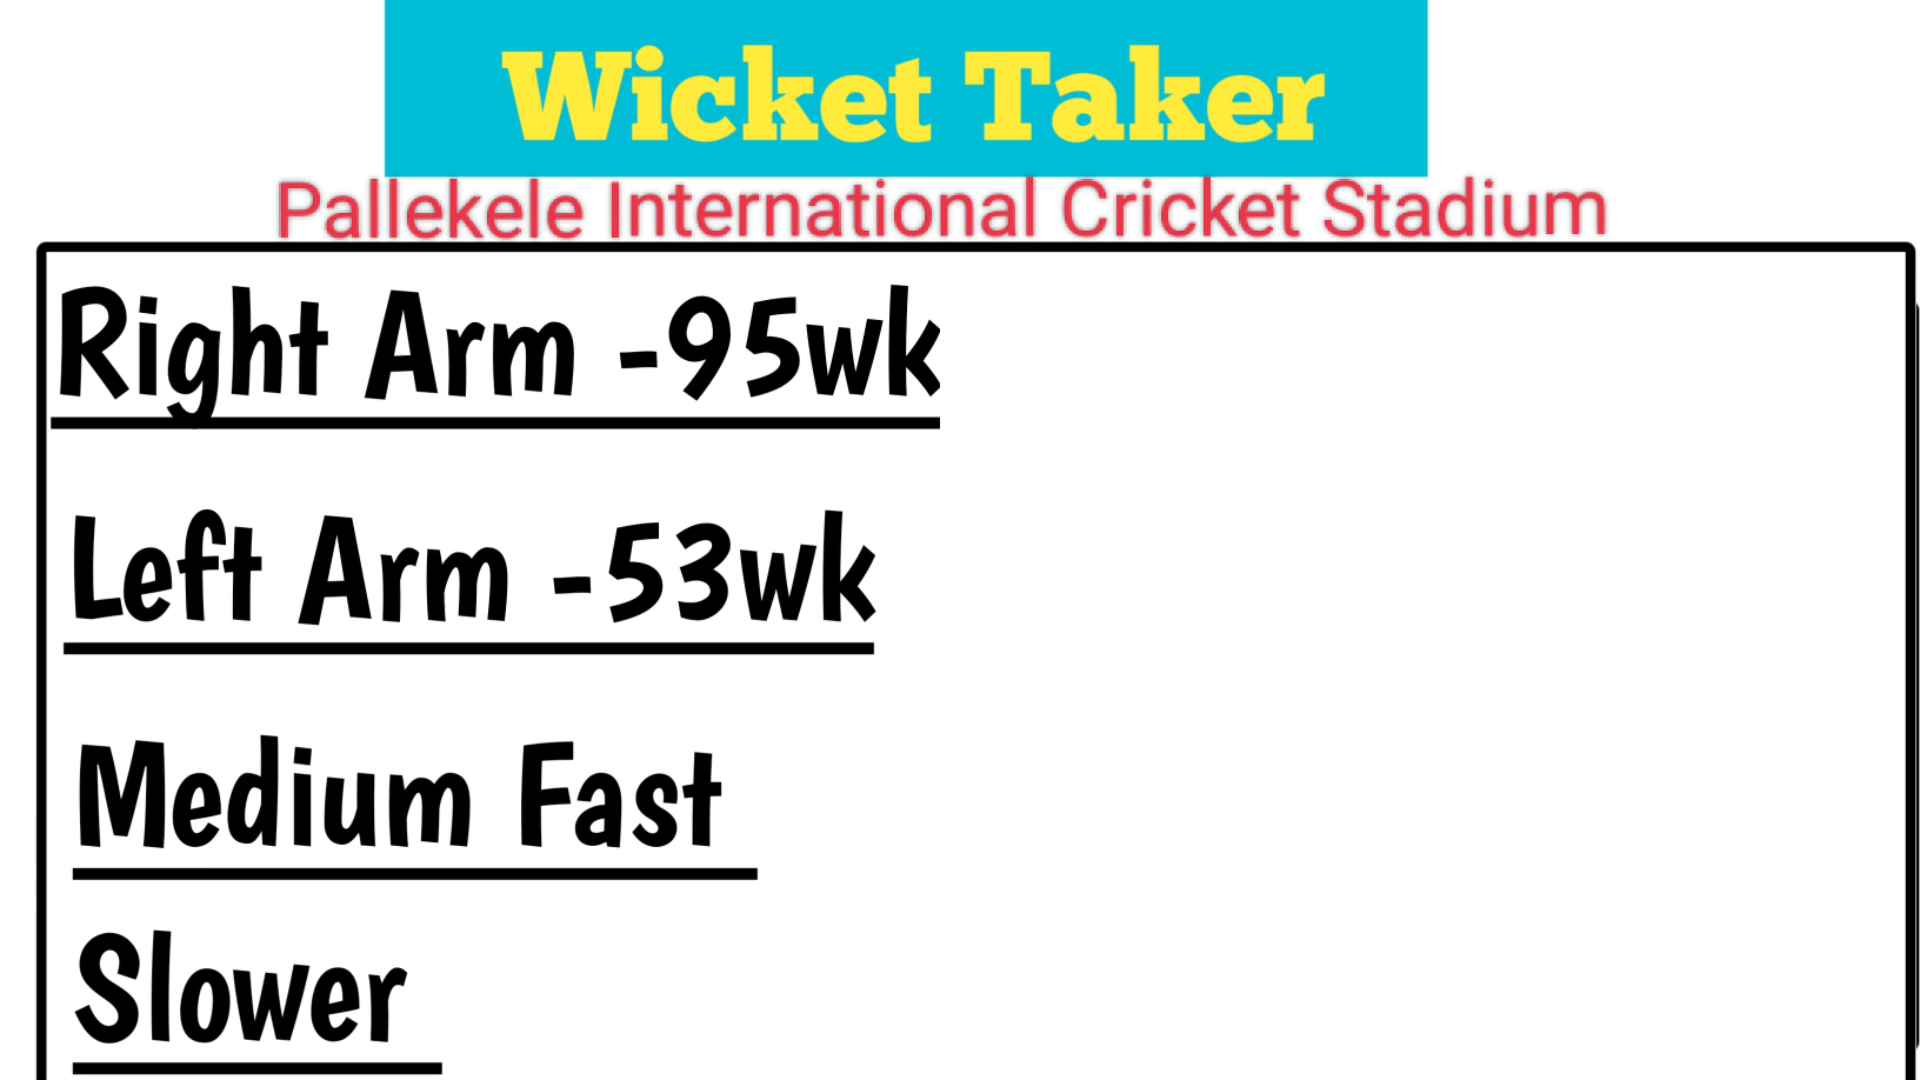 Wicket Taker
Pallekele International Cricket Stadium
Right Arm -95wk
Left Arm -53wk
Medium Fast
Slower